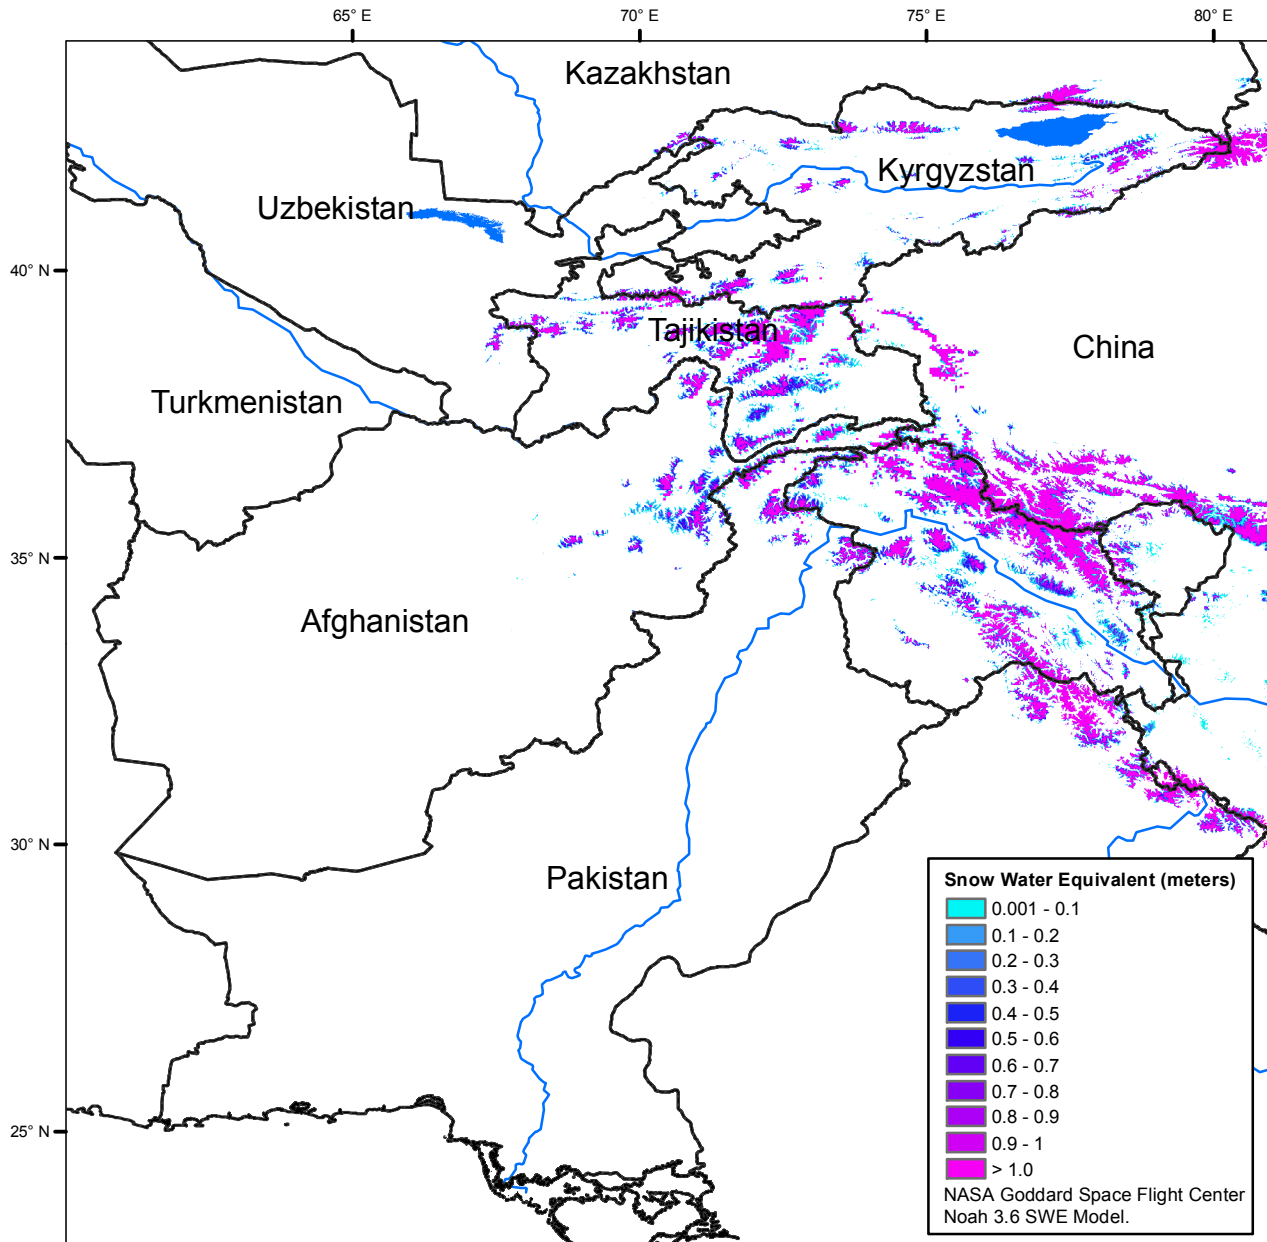 65° E
70° E
75° E
80° E
Kazakhstan
Kyrgyzstan
Uzbekistan
40° N
Tajikistan
China
Turkmenistan
35° N
Afghanistan
30° N
Pakistan
25° N
Snow Water Equivalent (meters)
0.001 - 0.1
0.1 - 0.2
0.2 - 0.3
0.3 - 0.4
0.4 - 0.5
0.5 - 0.6
0.6 - 0.7
0.7 - 0.8
0.8 - 0.9
0.9 - 1
> 1.0
NASA Goddard Space Flight Center
Noah 3.6 SWE Model.